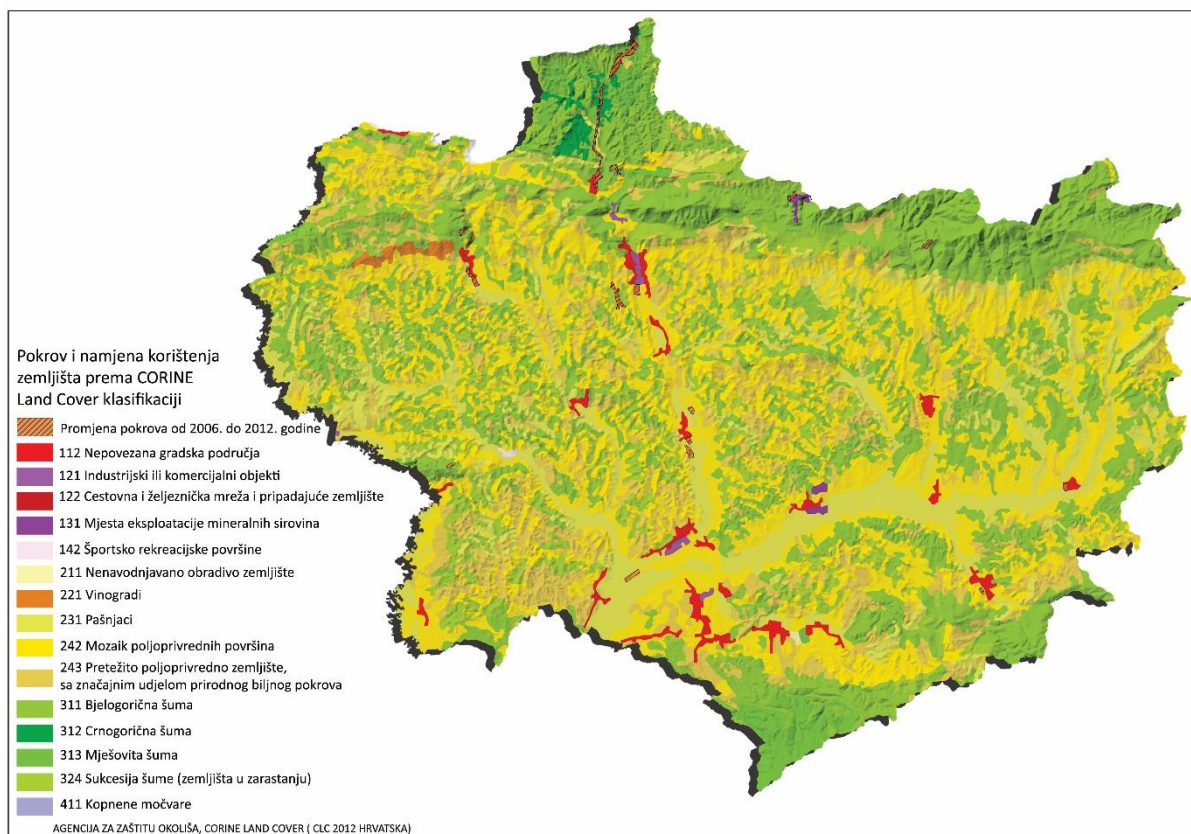 Pokrov i namjena korištenja
zemljišta prema CORINE
Land Cover klasifikaciji
Promjena pokrova od 2006. do 2012. godine
112 Nepovezana gradska područja
121 Industrijski ili komercijalni objekti
122 Cestovna i željeznička mreža i pripadajuće zemljište
131 Mjesta eksploatacije mineralnih sirovina
142 Športsko rekreacijske površine
211 Nenavodnjavano obradivo zemljište
221 Vinogradi
231 Pašnjaci
242 Mozaik poljoprivrednih površina
243 Pretežito poljoprivredno zemljište,
sa značajnim udjelom prirodnog biljnog pokrova
311 Bjelogorična šuma
312 Crnogorična šuma
313 Mješovita šuma
324 Sukcesija šume (zemljišta u zarastanju)
411 Kopnene močvare
AGENCIJA ZA ZAŠTITU OKOLIŠA, CORINE LAND COVER ( CLC 2012 HRVATSKA)